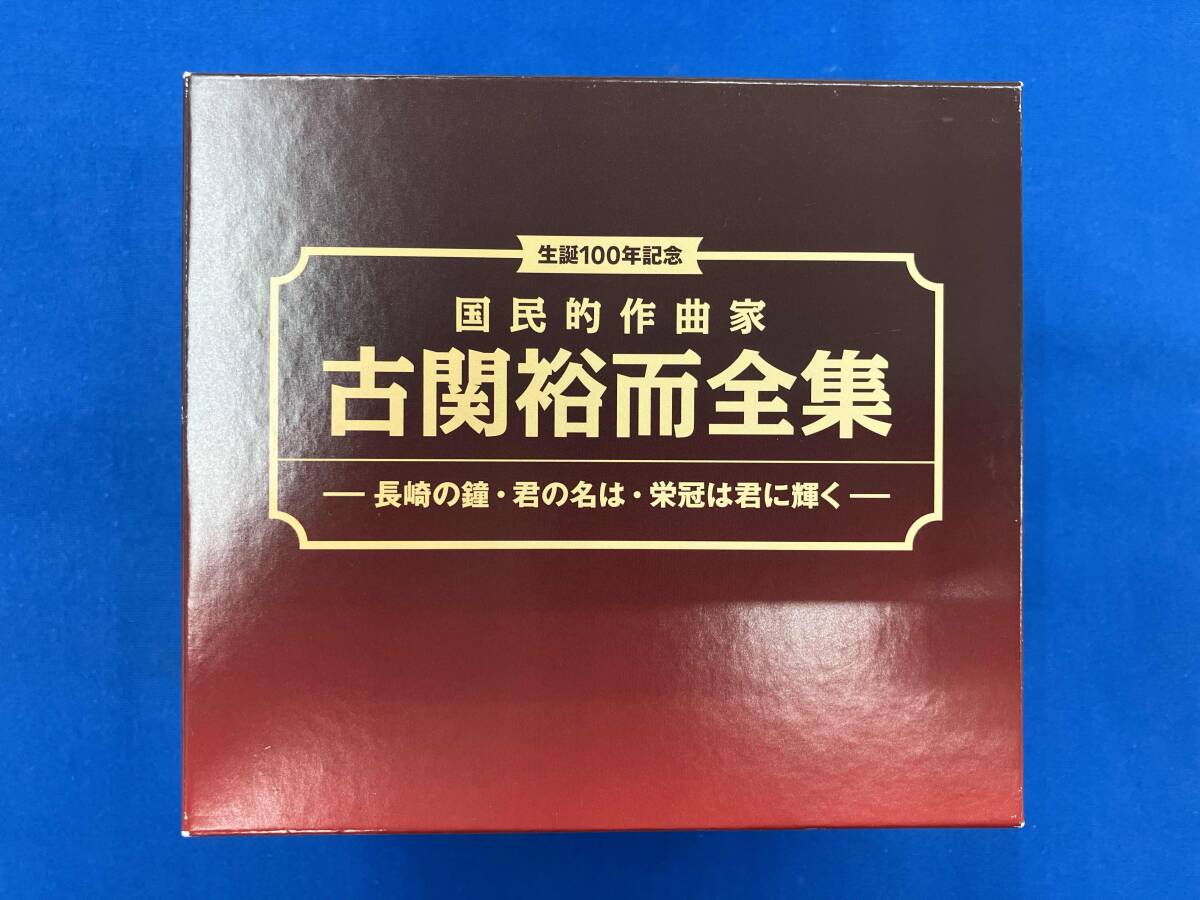 生誕100年記念
国民的作曲家
古関裕而全集
― 長崎の鐘・君の名は・栄冠は君に輝く ―